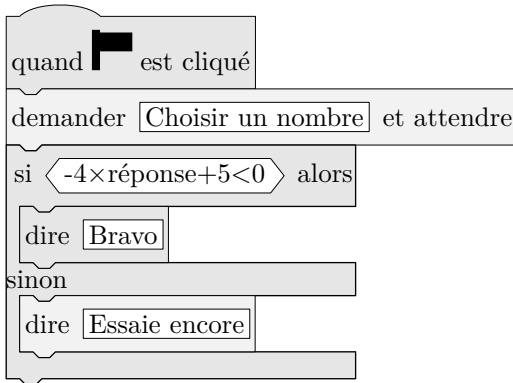 quand est cliqué
demander Choisir un nombre et attendre
si -4×réponse+5<0 alors
dire Bravo
sinon
dire Essaie encore